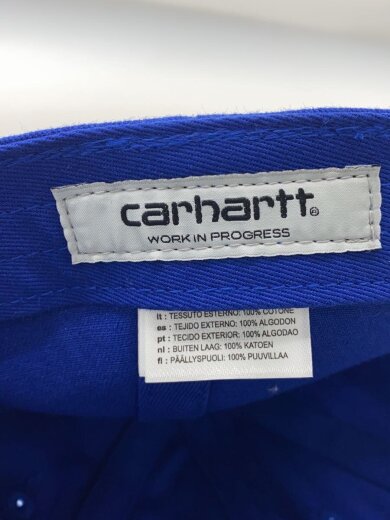 carhartt®
WORK IN PROGRESS
it : TESSUTO ESTERNO: 100% COTONE
es : TEJIDO EXTERNO: 100% ALGODON
pt : TECIDO EXTERIOR: 100% ALGODAO
nl : BUITEN LAAG: 100% KATOEN
fi : PÄÄLLYSPUOLI: 100% PUUVILLAA